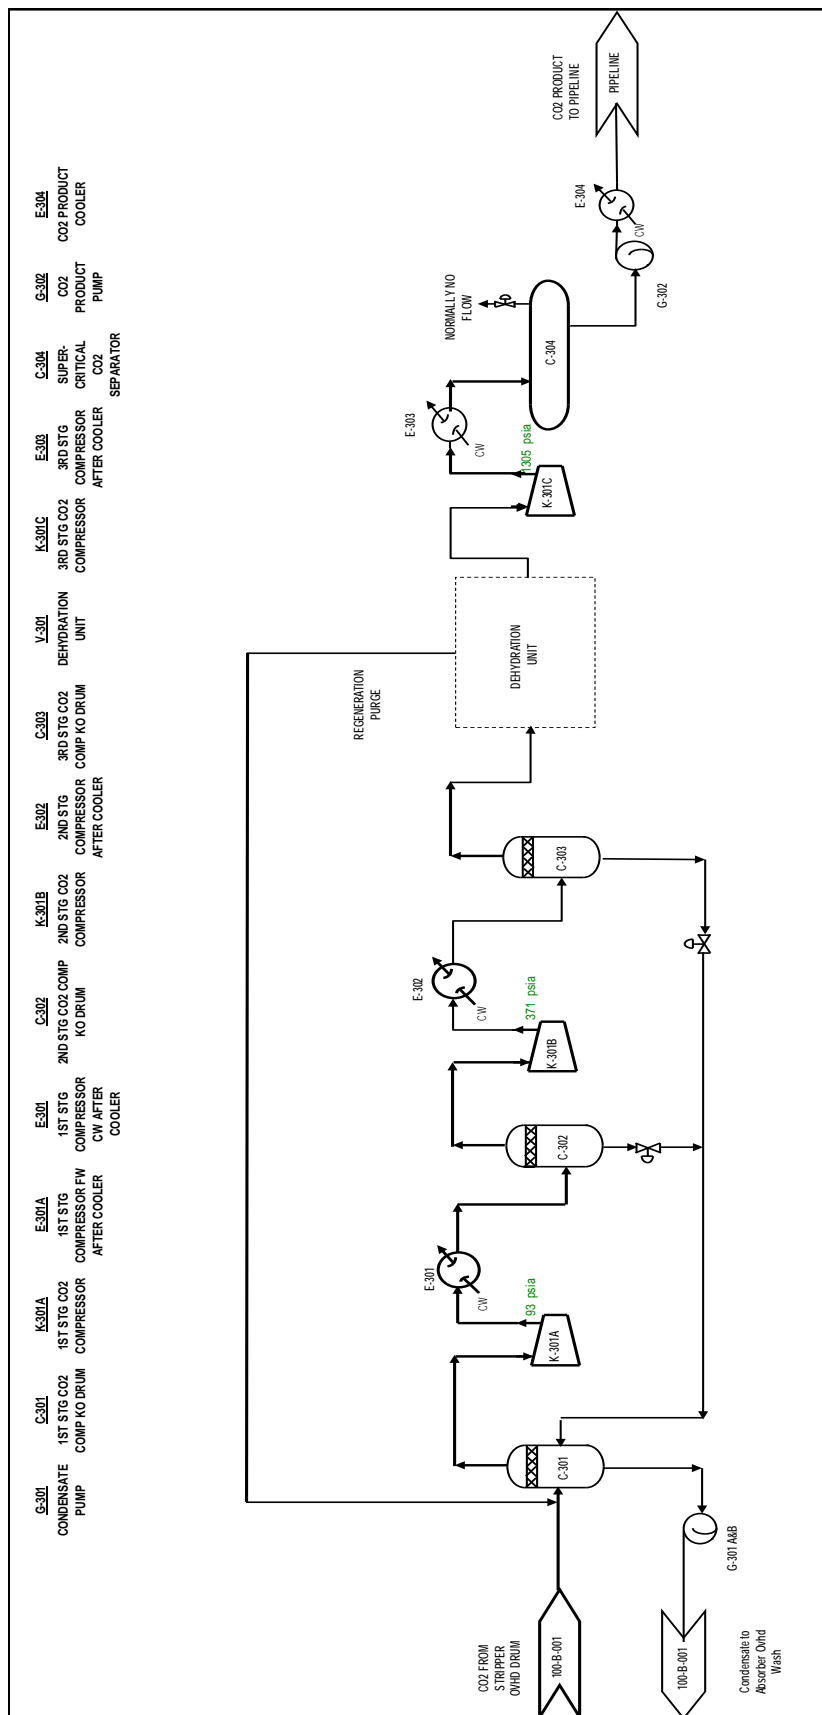 G-301
CONDENSATE
PUMP
C-301
1ST STG CO2
COMP KO DRUM
K-301A
1ST STG CO2
COMPRESSOR
E-301A
1ST STG
COMPRESSOR FW
AFTER COOLER
E-301
1ST STG
COMPRESSOR
CW AFTER
COOLER
C-302
2ND STG CO2 COMP
KO DRUM
K-301B
2ND STG CO2
COMPRESSOR
E-302
2ND STG
COMPRESSOR
AFTER COOLER
C-303
3RD STG CO2
COMP KO DRUM
V-301
DEHYDRATION
UNIT
K-301C
3RD STG CO2
COMPRESSOR
E-303
3RD STG
COMPRESSOR
AFTER COOLER
C-304
SUPER-
CRITICAL
CO2
SEPARATOR
G-302
CO2
PRODUCT
PUMP
E-304
CO2 PRODUCT
COOLER
REGENERATION
PURGE
NORMALLY NO
FLOW
CO2 PRODUCT
TO PIPELINE
PIPELINE
E-301
CW
93 psia
E-302
CW
371 psia
E-303
CW
1305 psia
E-304
CW
CO2 FROM
STRIPPER
OVHD DRUM
100-B-001
C-301
K-301A
C-302
K-301B
C-303
DEHYDRATION
UNIT
K-301C
C-304
G-302
100-B-001
G-301 A&B
Condensate to
Absorber Ovhd
Wash